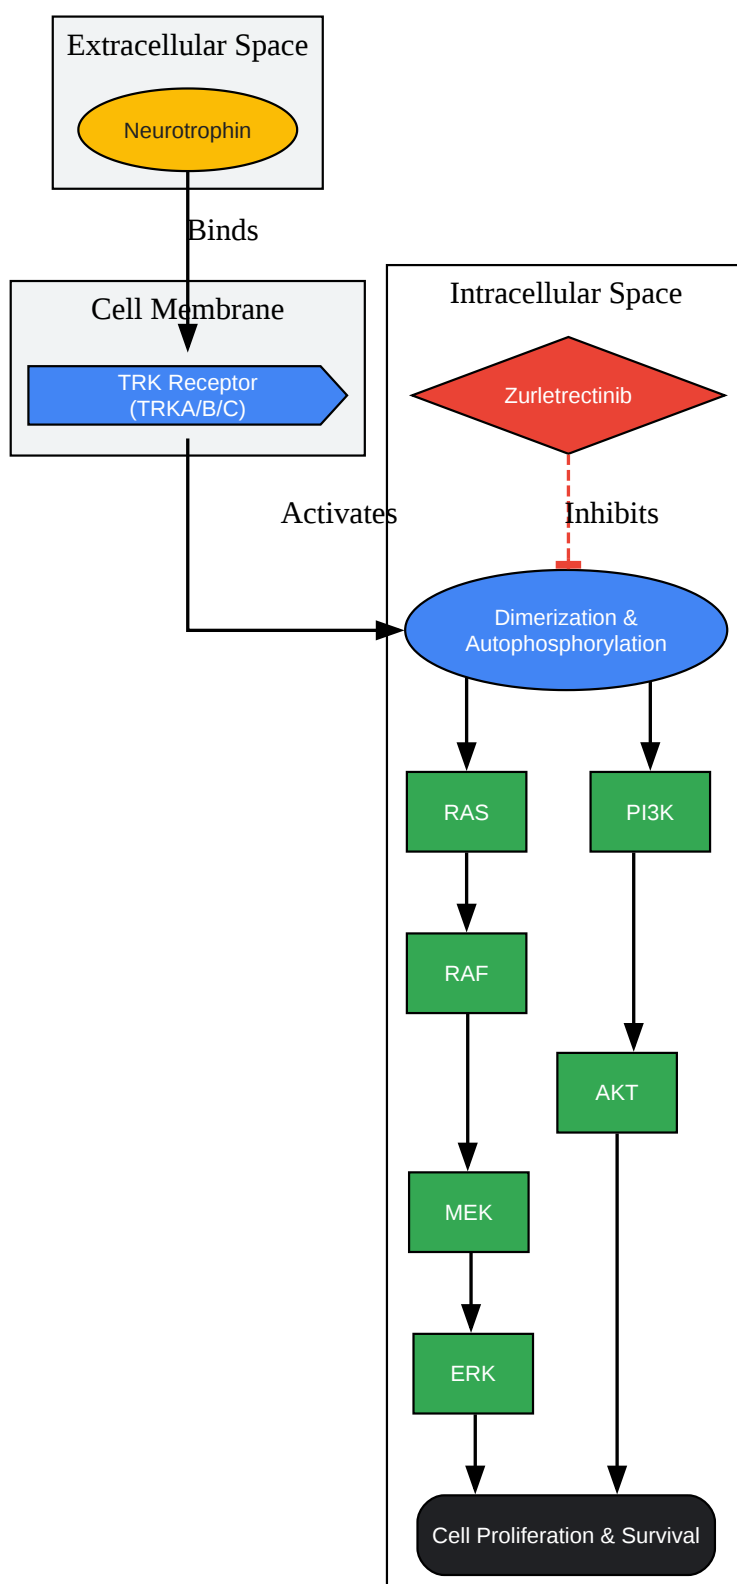 Extracellular Space
Neurotrophin
Binds
Cell Membrane
TRK Receptor
(TRKA/B/C)
Intracellular Space
Zurletrectinib
Activates
Inhibits
Dimerization &
Autophosphorylation
RAS
PI3K
RAF
AKT
MEK
ERK
Cell Proliferation & Survival